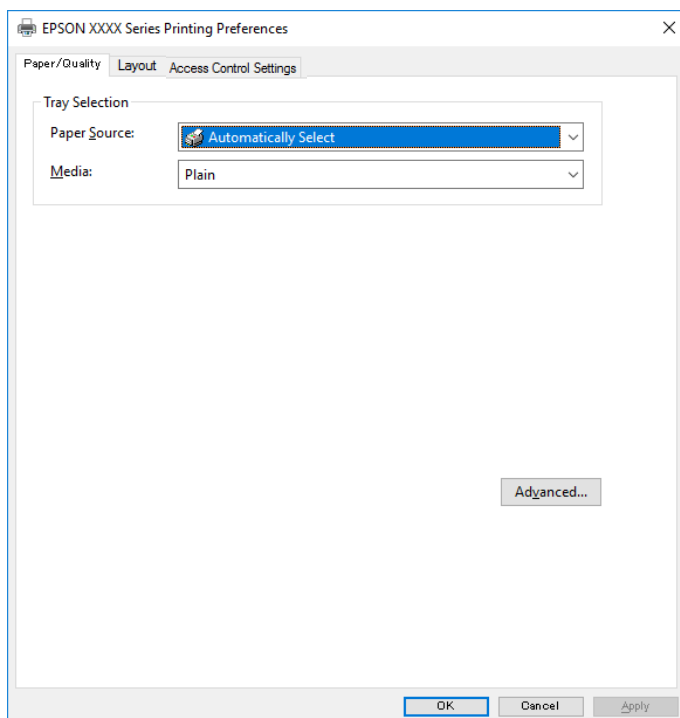 EPSON XXXX Series Printing Preferences
Paper/Quality Layout Access Control Settings
Tray Selection
Paper Source: Automatically Select
Media: Plain
Advanced...
OK Cancel Apply